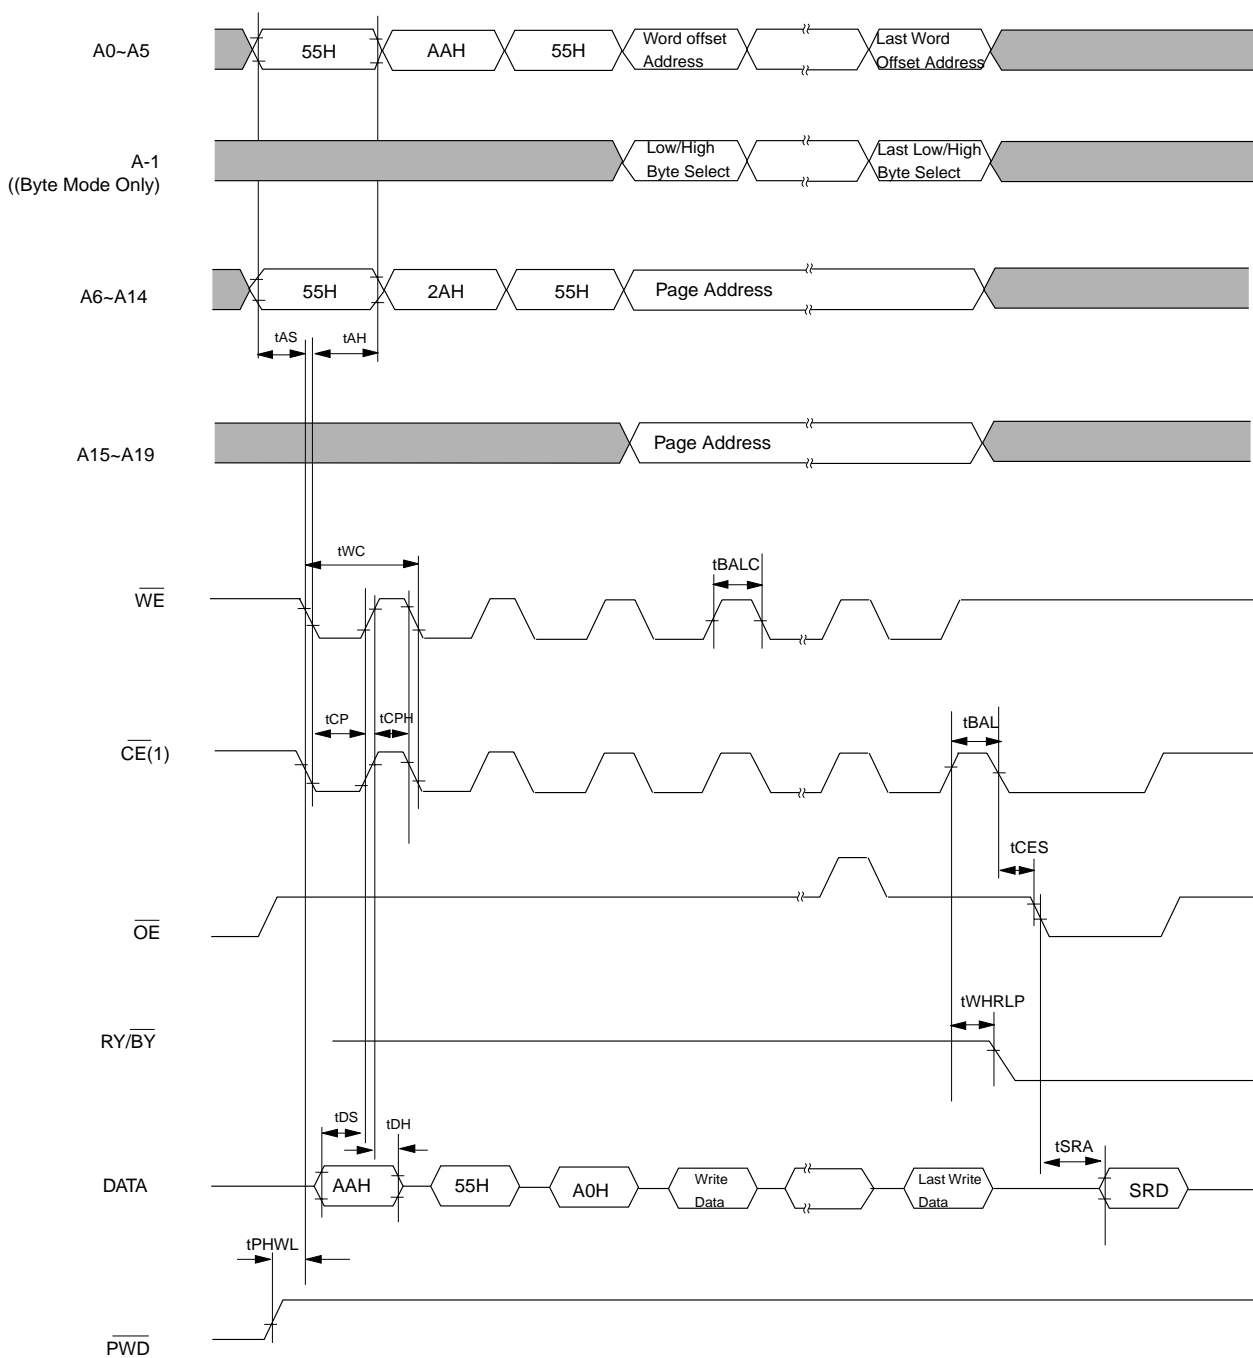 A0~A5
55H
AAH
55H
Word offset
Address
Last Word
Offset Address
A-1
((Byte Mode Only)
Low/High
Byte Select
Last Low/High
Byte Select
A6~A14
55H
2AH
55H
Page Address
tAS
tAH
A15~A19
Page Address
tWC
tBALC
WE
tCP
tCPH
tBAL
CE(1)
tCES
OE
tWHRLP
RY/BY
tDS
tDH
tSRA
DATA
AAH
55H
A0H
Write
Data
Last Write
Data
SRD
tPHWL
PWD